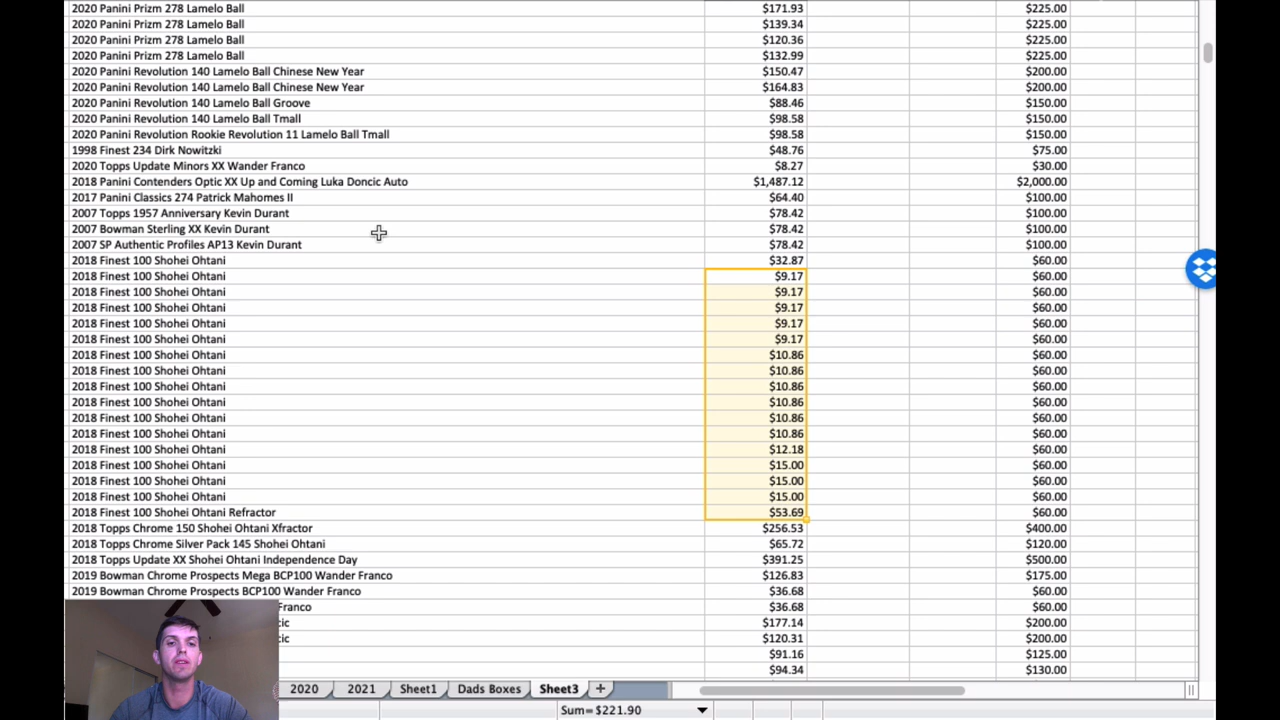 2020 Panini Prizm 278 Lamelo Ball $171.93 $225.00
2020 Panini Prizm 278 Lamelo Ball $139.34 $225.00
2020 Panini Prizm 278 Lamelo Ball $120.36 $225.00
2020 Panini Prizm 278 Lamelo Ball $132.99 $225.00
2020 Panini Revolution 140 Lamelo Ball Chinese New Year $150.47 $200.00
2020 Panini Revolution 140 Lamelo Ball Chinese New Year $164.83 $200.00
2020 Panini Revolution 140 Lamelo Ball Groove $88.46 $150.00
2020 Panini Revolution 140 Lamelo Ball Tmall $98.58 $150.00
2020 Panini Revolution Rookie Revolution 11 Lamelo Ball Tmall $98.58 $150.00
1998 Finest 234 Dirk Nowitzki $48.76 $75.00
2020 Topps Update Minors XX Wander Franco $8.27 $30.00
2018 Panini Contenders Optic XX Up and Coming Luka Doncic Auto $1,487.12 $2,000.00
2017 Panini Classics 274 Patrick Mahomes II $64.40 $100.00
2007 Topps 1957 Anniversary Kevin Durant $78.42 $100.00
2007 Bowman Sterling XX Kevin Durant $78.42 $100.00
2007 SP Authentic Profiles AP13 Kevin Durant $78.42 $100.00
2018 Finest 100 Shohei Ohtani $32.87 $60.00
2018 Finest 100 Shohei Ohtani $9.17 $60.00
2018 Finest 100 Shohei Ohtani $9.17 $60.00
2018 Finest 100 Shohei Ohtani $9.17 $60.00
2018 Finest 100 Shohei Ohtani $9.17 $60.00
2018 Finest 100 Shohei Ohtani $9.17 $60.00
2018 Finest 100 Shohei Ohtani $10.86 $60.00
2018 Finest 100 Shohei Ohtani $10.86 $60.00
2018 Finest 100 Shohei Ohtani $10.86 $60.00
2018 Finest 100 Shohei Ohtani $10.86 $60.00
2018 Finest 100 Shohei Ohtani $10.86 $60.00
2018 Finest 100 Shohei Ohtani $10.86 $60.00
2018 Finest 100 Shohei Ohtani $12.18 $60.00
2018 Finest 100 Shohei Ohtani $15.00 $60.00
2018 Finest 100 Shohei Ohtani $15.00 $60.00
2018 Finest 100 Shohei Ohtani $15.00 $60.00
2018 Finest 100 Shohei Ohtani Refractor $53.69 $60.00
2018 Topps Chrome 150 Shohei Ohtani Xfractor $256.53 $400.00
2018 Topps Chrome Silver Pack 145 Shohei Ohtani $65.72 $120.00
2018 Topps Update XX Shohei Ohtani Independence Day $391.25 $500.00
2019 Bowman Chrome Prospects Mega BCP100 Wander Franco $126.83 $175.00
2019 Bowman Chrome Prospects BCP100 Wander Franco $36.68 $60.00
Franco $36.68 $60.00
cic $177.14 $200.00
cic $120.31 $200.00
$91.16 $125.00
$94.34 $130.00
2020 2021 Sheet1 Dads Boxes Sheet3 +
Sum=$221.90